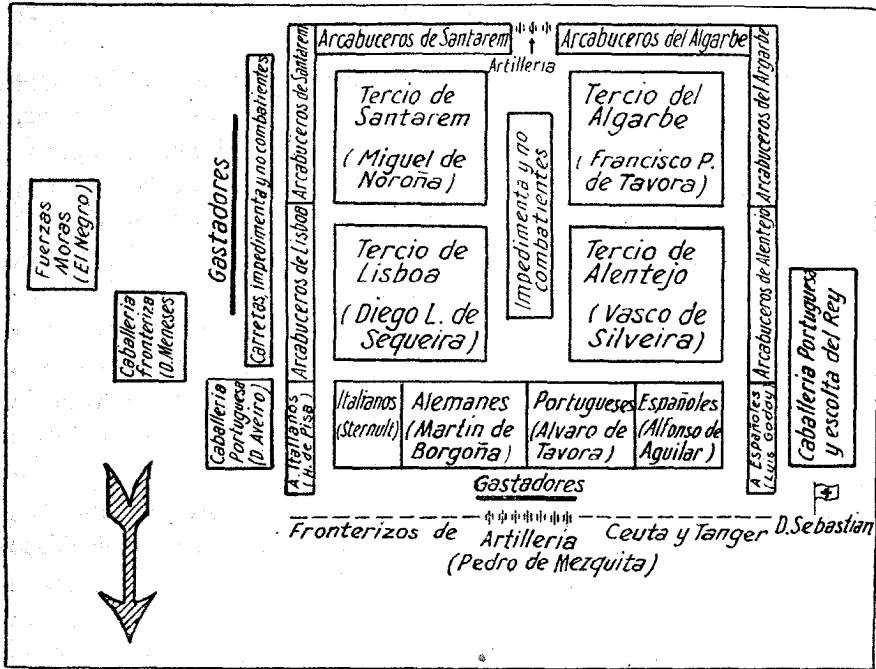 Arcabuceros de Santarem
Arcabuceros del Algarbe
Artilleria
Arcabuceros de Santarem
Arcabuceros de Lisboa
A. Italianos
(I.H. de Pisa)
Carretas, Impedimenta y no combatientes
Gastadores
Fuerzas
Moras
(El Negro)
Caballeria
fronteriza
(D. Meneses)
Caballeria
Portuguesa
(D. Aveiro)
Tercio de
Santarem
(Miguel de
Noroña)
Impedimenta y no
combatientes
Tercio del
Algarbe
(Francisco P.
de Tavora)
Tercio de
Lisboa
(Diego L. de
Sequeira)
Tercio de
Alentejo
(Vasco de
Silveira)
Italianos
(Sternult)
Alemanes
(Martin de
Borgoña)
Portugueses
(Alvaro de
Tavora)
Españoles
(Alfonso de
Aguilar)
Arcabuceros del Argarbe
Arcabuceros de Alentejo
A Españoles
(Luis Goday)
Caballeria Portuguesa
y escolta del Rey
Gastadores
Fronterizos de
Ceuta y Tanger
D. Sebastian
Artilleria
(Pedro de Mezquita)